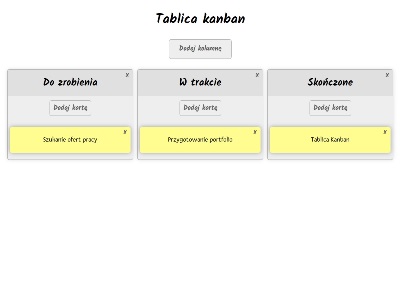 Tablica kanban
Dodaj kolumnę
x
Do zrobienia
x
W trakcie
x
Skończone
Dodaj kartę
Dodaj kartę
Dodaj kartę
x
Szukanie ofert pracy
x
Przygotowanie portfolio
x
Tablica Kanban